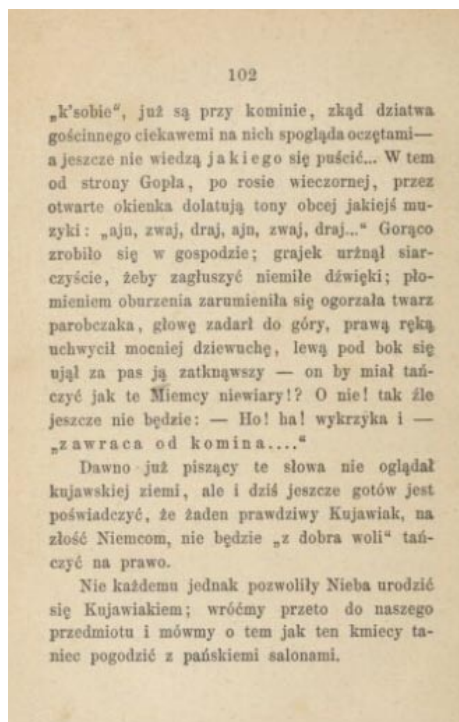 102
„k’sobie“, już są przy kominie, zkąd dziatwa
gościnnego ciekawemi na nich spogląda oczętami—
a jeszcze nie wiedzą jakiego się puścić... W tem
od strony Gopła, po rosie wieczornej, przez
otwarte okienka dolatują tony obcej jakiejś mu-
zyki: „ajn, zwaj, draj, ajn, zwaj, draj...“ Gorąco
zrobiło się w gospodzie; grajek urżnął siar-
czyście, żeby zagłuszyć niemiłe dźwięki; pło-
mieniem oburzenia zarumieniła się ogorzała twarz
parobczaka, głowę zadarł do góry, prawą ręką
uchwycił mocniej dziewuchę, lewą pod bok się
ujął za pas ją zatknąwszy — on by miał tań-
czyć jak te Miemcy niewiary!? O nie! tak źle
jeszcze nie będzie: — Ho! ha! wykrzyka i —
„zawraca od komina....“
Dawno już piszący te słowa nie oglądał
kujawskiej ziemi, ale i dziś jeszcze gotów jest
poświadczyć, że żaden prawdziwy Kujawiak, na
złość Niemcom, nie będzie „z dobra woli“ tań-
czyć na prawo.
Nie każdemu jednak pozwoliły Nieba urodzić
się Kujawiakiem; wróćmy przeto do naszego
przedmiotu i mówmy o tem jak ten kmiecy ta-
niec pogodzić z pańskiemi salonami.